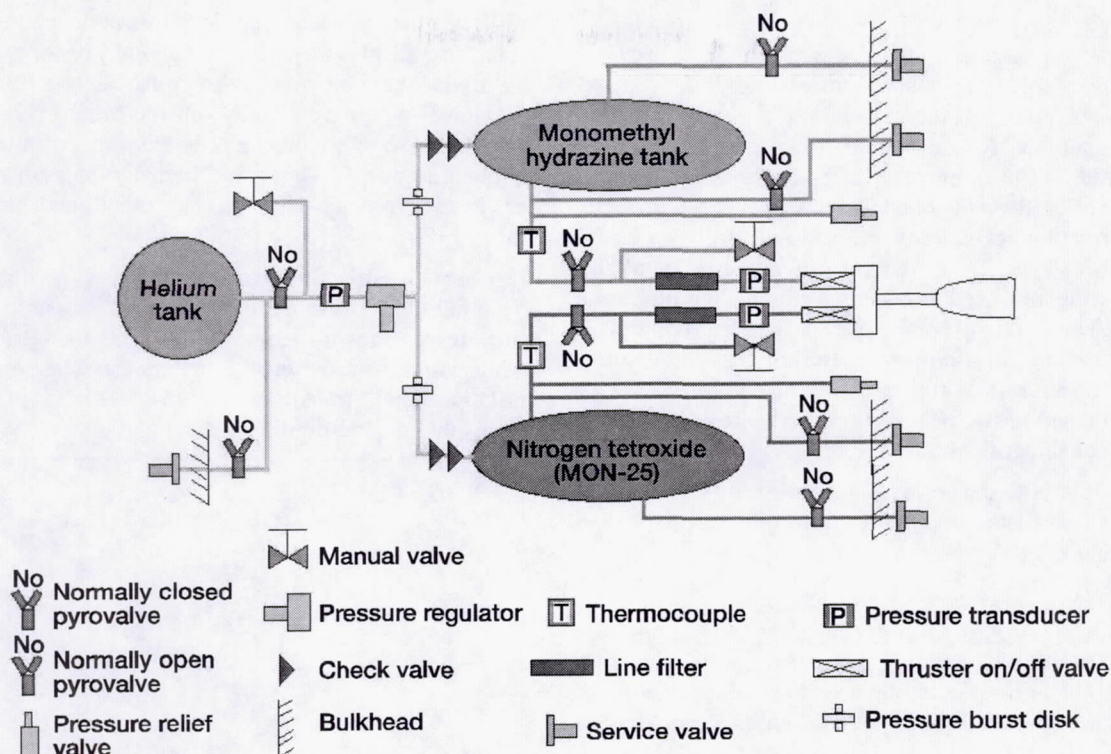 No
Monomethyl
hydrazine tank
No
No
T
No
P
Helium
tank
P
No
P
T
No
No
Nitrogen tetroxide
(MON-25)
No
Manual valve
No
Normally closed
pyrovalve
Pressure regulator
T
Thermocouple
P
Pressure transducer
No
Normally open
pyrovalve
Check valve
Line filter
Thruster on/off valve
Pressure relief
valve
Bulkhead
Service valve
Pressure burst disk